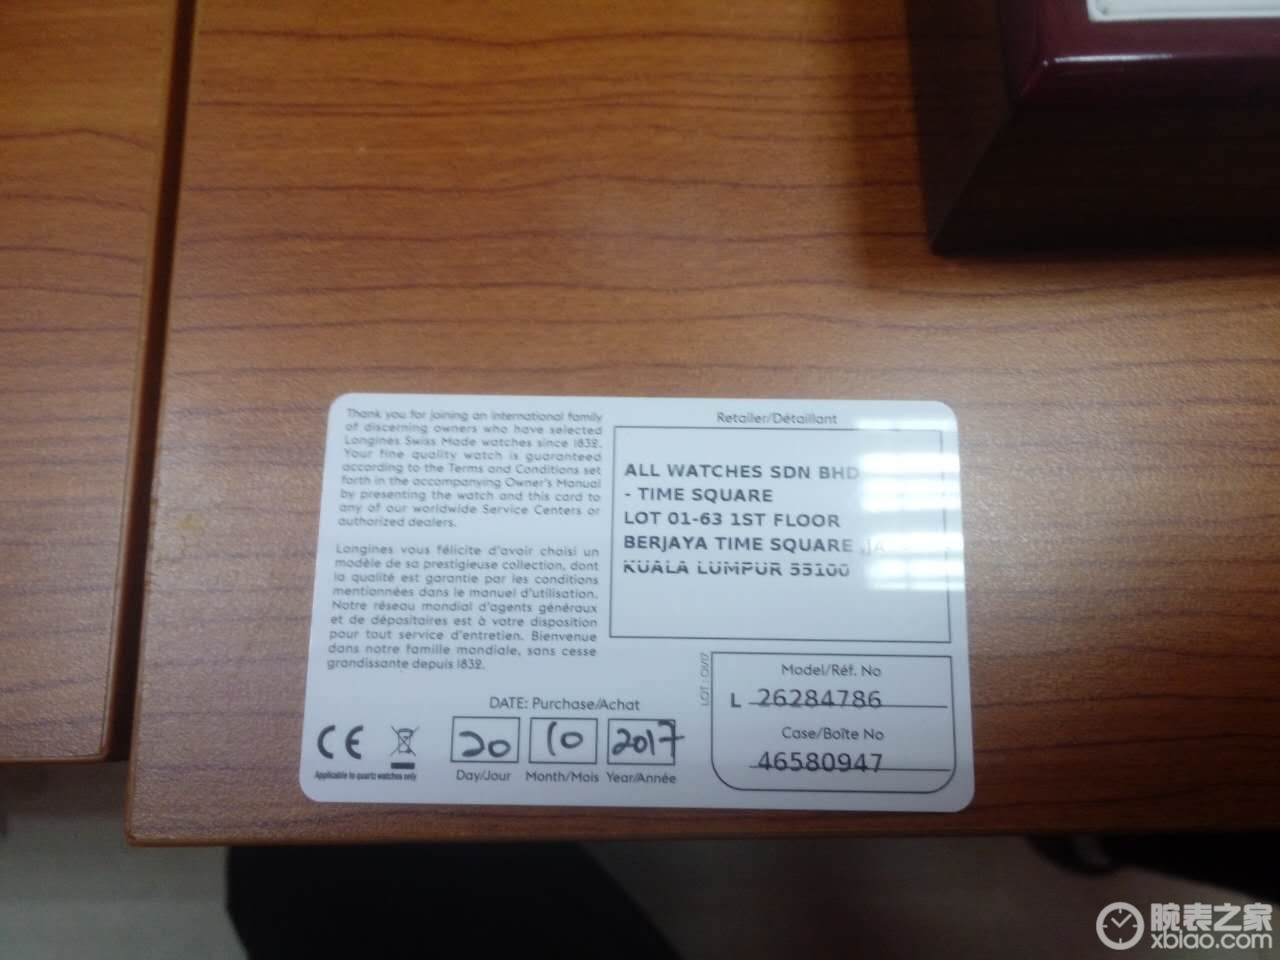 Thank you for joining an international family
of discerning owners who have selected
Longines Swiss Made watches since 1832.
Your fine quality watch is guaranteed
according to the Terms and Conditions set
forth in the accompanying Owner's Manual
by presenting the watch and this card to
any of our worldwide Service Centers or
authorized dealers.
Longines vous félicite d'avoir choisi un
modèle de sa prestigieuse collection, dont
la qualité est garantie par les conditions
mentionnées dans le manuel d'utilisation.
Notre réseau mondial d'agents généraux
et de dépositaires est à votre disposition
pour tout service d'entretien. Bienvenue
dans notre famille mondiale, sans cesse
grandissante depuis 1832.
Retailer/Détaillant
ALL WATCHES SDN BHD
- TIME SQUARE
LOT 01-63 1ST FLOOR
BERJAYA TIME SQUARE
KUALA LUMPUR 55100
DATE: Purchase/Achat
20 10 2017
Day/Jour Month/Mois Year/Année
CE
Applicable to quartz watches only
Model/Réf. No
L 26284786
Case/Boîte No
46580947
腕表之家
xbiao.com